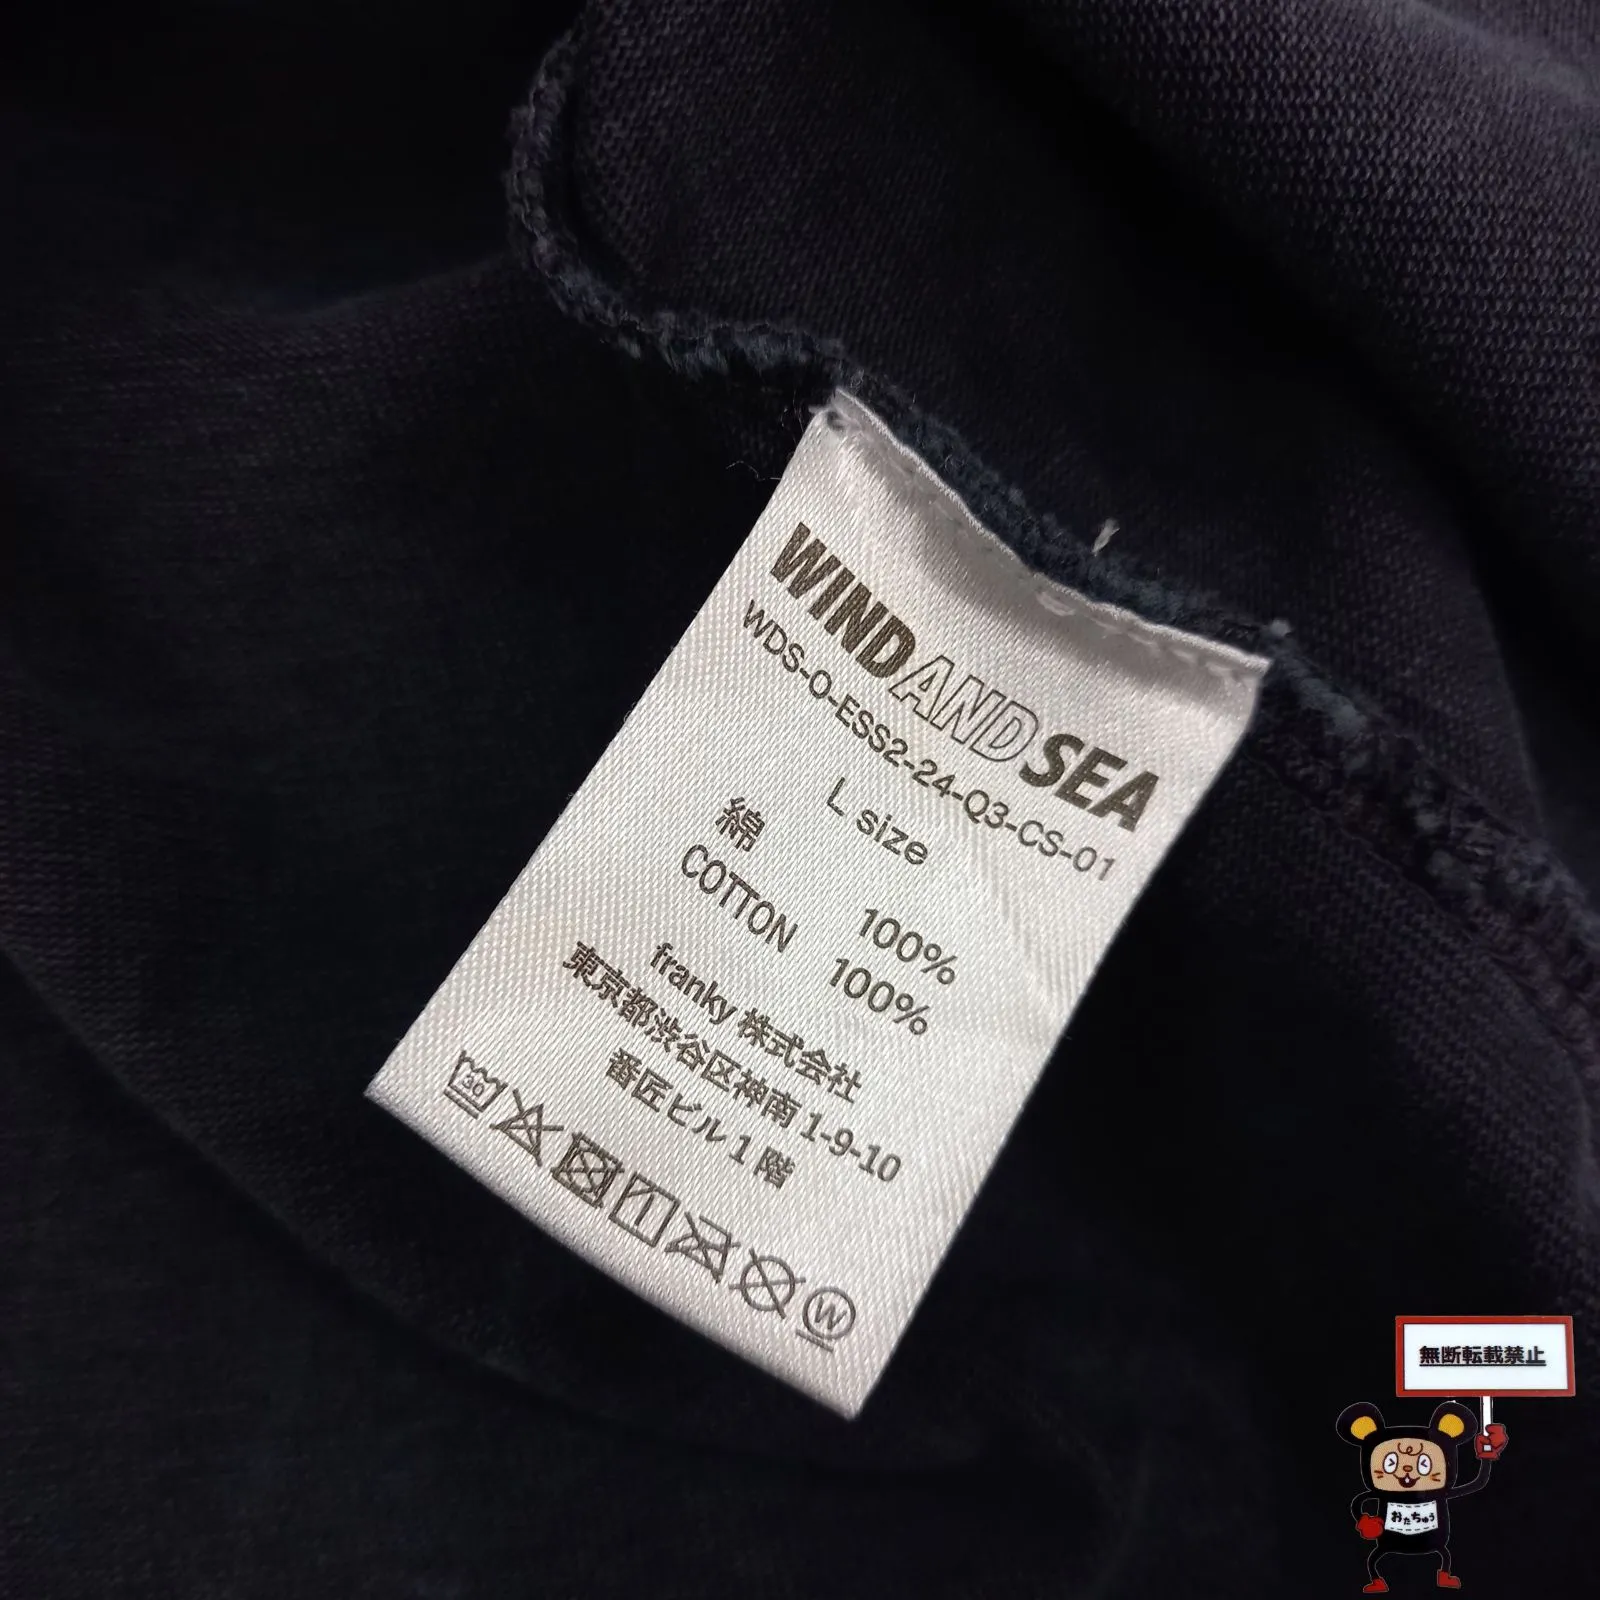 WIND AND SEA
WDS-O-ESS2-24-Q3-CS-01
L size
綿 100%
COTTON 100%
franky 株式会社
東京都渋谷区神南 1-9-10
番匠ビル 1 階
30
W
無断転載禁止
おたちゅう